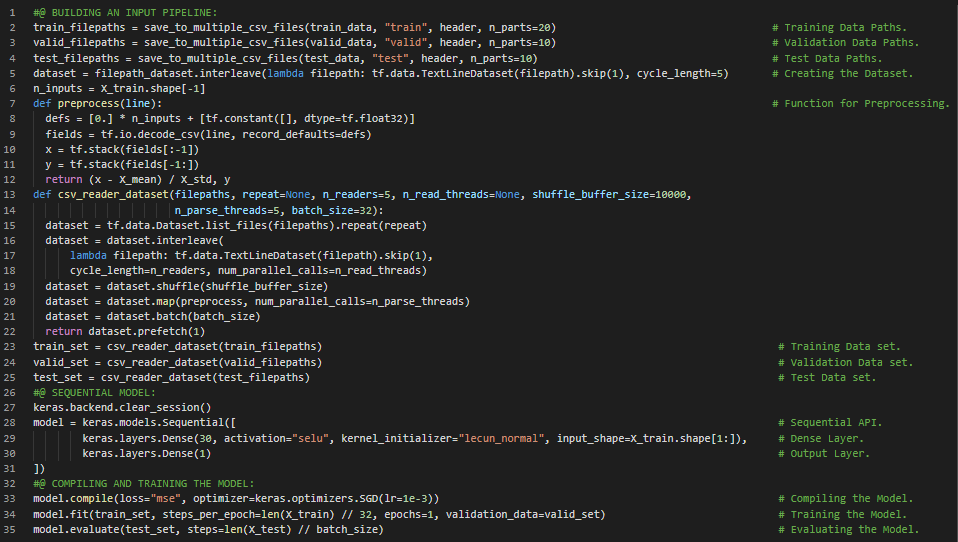 1 #@ BUILDING AN INPUT PIPELINE:
2 train_filepaths = save_to_multiple_csv_files(train_data, "train", header, n_parts=20) # Training Data Paths.
3 valid_filepaths = save_to_multiple_csv_files(valid_data, "valid", header, n_parts=10) # Validation Data Paths.
4 test_filepaths = save_to_multiple_csv_files(test_data, "test", header, n_parts=10) # Test Data Paths.
5 dataset = filepath_dataset.interleave(lambda filepath: tf.data.TextLineDataset(filepath).skip(1), cycle_length=5) # Creating the Dataset.
6 n_inputs = X_train.shape[-1]
7 def preprocess(line): # Function for Preprocessing.
8   defs = [0.] * n_inputs + [tf.constant([], dtype=tf.float32)]
9   fields = tf.io.decode_csv(line, record_defaults=defs)
10   x = tf.stack(fields[:-1])
11   y = tf.stack(fields[-1:])
12   return (x - X_mean) / X_std, y
13 def csv_reader_dataset(filepaths, repeat=None, n_readers=5, n_read_threads=None, shuffle_buffer_size=10000,
14                        n_parse_threads=5, batch_size=32):
15   dataset = tf.data.Dataset.list_files(filepaths).repeat(repeat)
16   dataset = dataset.interleave(
17       lambda filepath: tf.data.TextLineDataset(filepath).skip(1),
18       cycle_length=n_readers, num_parallel_calls=n_read_threads)
19   dataset = dataset.shuffle(shuffle_buffer_size)
20   dataset = dataset.map(preprocess, num_parallel_calls=n_parse_threads)
21   dataset = dataset.batch(batch_size)
22   return dataset.prefetch(1)
23 train_set = csv_reader_dataset(train_filepaths) # Training Data set.
24 valid_set = csv_reader_dataset(valid_filepaths) # Validation Data set.
25 test_set = csv_reader_dataset(test_filepaths) # Test Data set.
26 #@ SEQUENTIAL MODEL:
27 keras.backend.clear_session()
28 model = keras.models.Sequential([ # Sequential API.
29         keras.layers.Dense(30, activation="selu", kernel_initializer="lecun_normal", input_shape=X_train.shape[1:]), # Dense Layer.
30         keras.layers.Dense(1) # Output Layer.
31 ])
32 #@ COMPILING AND TRAINING THE MODEL:
33 model.compile(loss="mse", optimizer=keras.optimizers.SGD(lr=1e-3)) # Compiling the Model.
34 model.fit(train_set, steps_per_epoch=len(X_train) // 32, epochs=1, validation_data=valid_set) # Training the Model.
35 model.evaluate(test_set, steps=len(X_test) // batch_size) # Evaluating the Model.